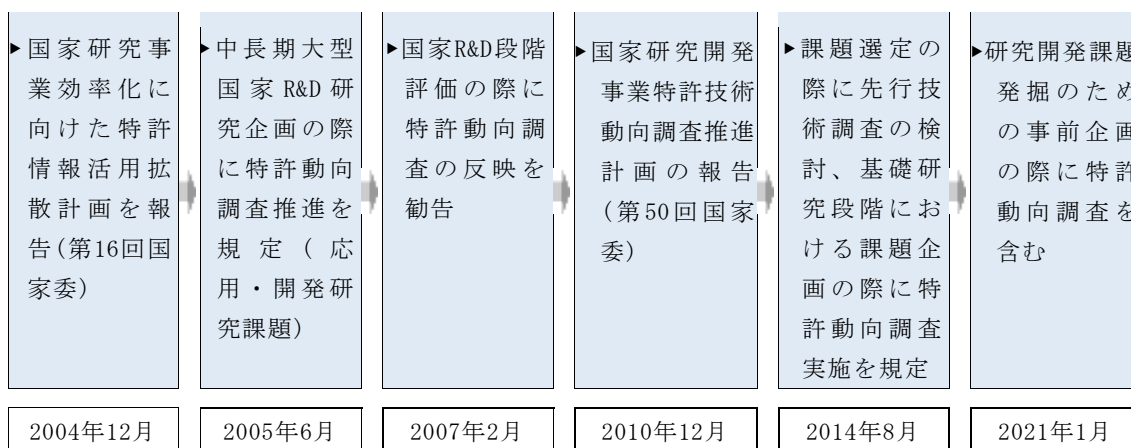 ▶国家研究事
業効率化に
向けた特許
情報活用拡
散計画を報
告(第16回国
家委)
▶中長期大型
国家R&D研
究企画の際
に特許動向
調査推進を
規定(応
用・開発研
究課題)
▶国家R&D段階
評価の際に
特許動向調
査の反映を
勧告
▶国家研究開発
事業特許技術
動向調査推進
計画の報告
(第50回国家
委)
▶課題選定の
際に先行技
術調査の検
討、基礎研
究段階にお
ける課題企
画の際に特
許動向調査
実施を規定
▶研究開発課題
発掘のため
の事前企画
の際に特許
動向調査を
含む
2004年12月
2005年6月
2007年2月
2010年12月
2014年8月
2021年1月